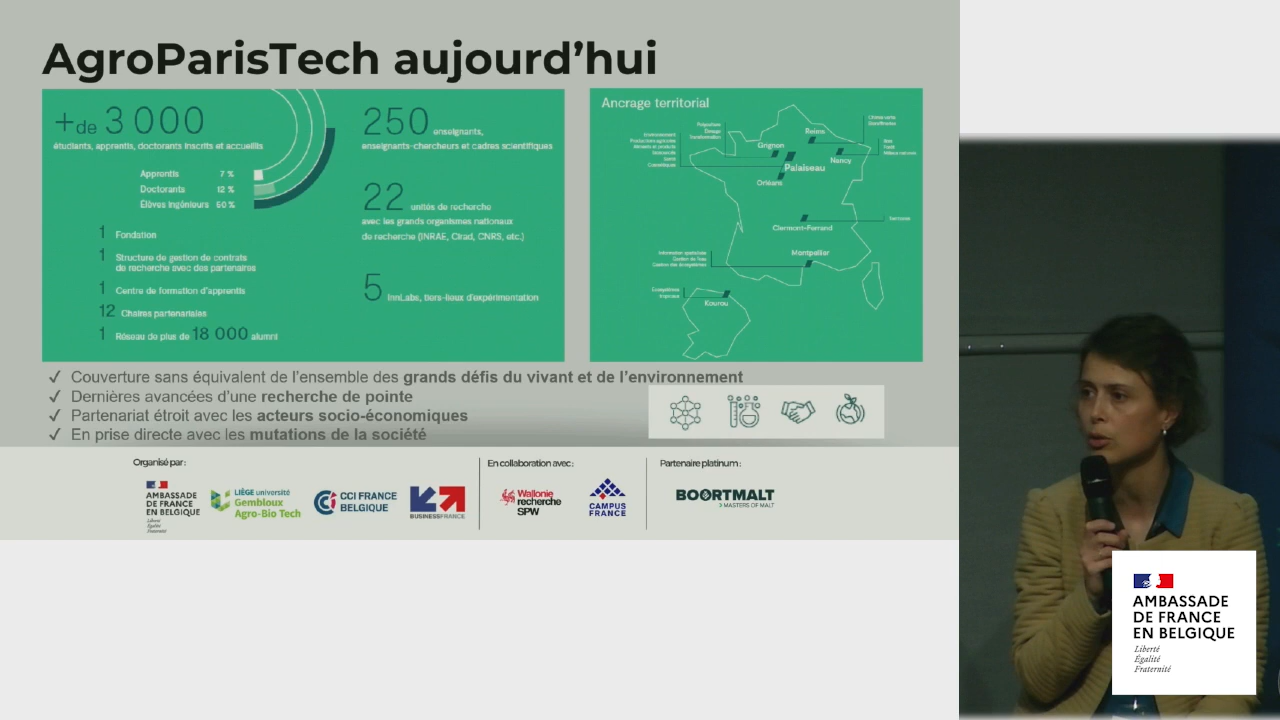 AgroParisTech aujourd'hui
+de 3 000
étudiants, apprentis, doctorants inscrits et accueillis
Apprentis 7 %
Doctorants 12 %
Élèves ingénieurs 60 %
1 Fondation
1 Structure de gestion de contrats
de recherche avec des partenaires
1 Centre de formation d'apprentis
12 Chaires partenariales
1 Réseau de plus de 18 000 alumni
250 enseignants,
enseignants-chercheurs et cadres scientifiques
22 unités de recherche
avec les grands organismes nationaux
de recherche (INRAE, Cirad, CNRS, etc.)
5 InnLabs, tiers-lieux d'expérimentation
Ancrage territorial
Reims
Grignon
Nancy
Palaiseau
Orléans
Clermont-Ferrand
Montpellier
Kourou
✓ Couverture sans équivalent de l'ensemble des grands défis du vivant et de l'environnement
✓ Dernières avancées d'une recherche de pointe
✓ Partenariat étroit avec les acteurs socio-économiques
✓ En prise directe avec les mutations de la société
Organisé par :
AMBASSADE
DE FRANCE
EN BELGIQUE
Liberté
Égalité
Fraternité
LIÈGE université
Gembloux
Agro-Bio Tech
CCI FRANCE
BELGIQUE
BUSINESS FRANCE
En collaboration avec :
Wallonie
recherche
SPW
CAMPUS
FRANCE
Partenaire platinum :
BOORTMALT
MASTERS OF MALT
AMBASSADE
DE FRANCE
EN BELGIQUE
Liberté
Égalité
Fraternité